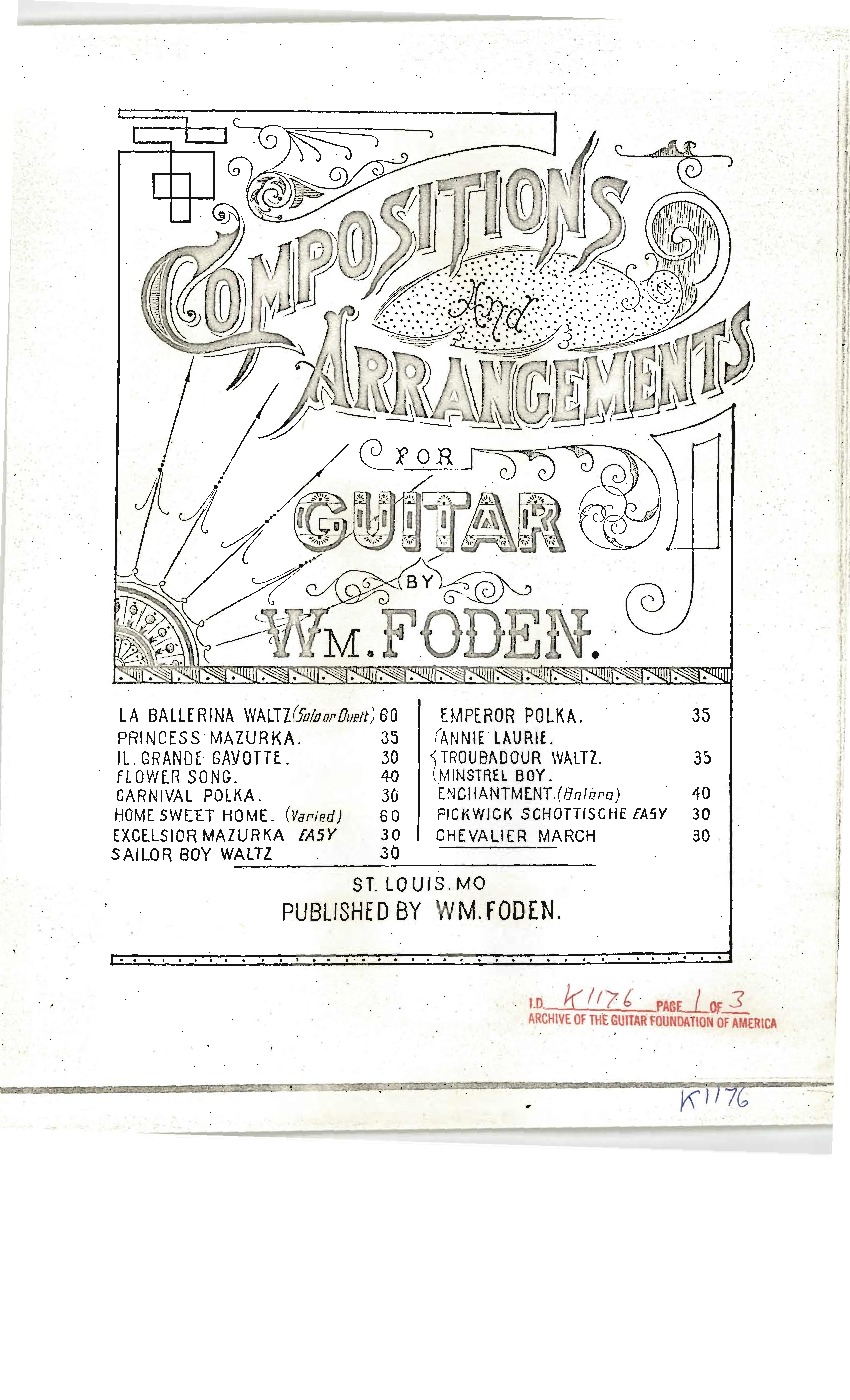 COMPOSITIONS
And
ARRANGEMENTS
FOR
GUITAR
BY
WM. FODEN.
LA BALLERINA WALTZ (Solo or Duett) 60
PRINCESS MAZURKA. 35
IL GRANDE GAVOTTE. 30
FLOWER SONG. 40
CARNIVAL POLKA. 30
HOME SWEET HOME. (Varied) 60
EXCELSIOR MAZURKA EASY 30
SAILOR BOY WALTZ 30
EMPEROR POLKA. 35
ANNIE LAURIE.
TROUBADOUR WALTZ. 35
MINSTREL BOY.
ENCHANTMENT. (Bolero) 40
PICKWICK SCHOTTISCHE EASY 30
CHEVALIER MARCH 30
ST. LOUIS. MO
PUBLISHED BY WM. FODEN.
I.D. K1176 PAGE 1 OF 3
ARCHIVE OF THE GUITAR FOUNDATION OF AMERICA
K1176